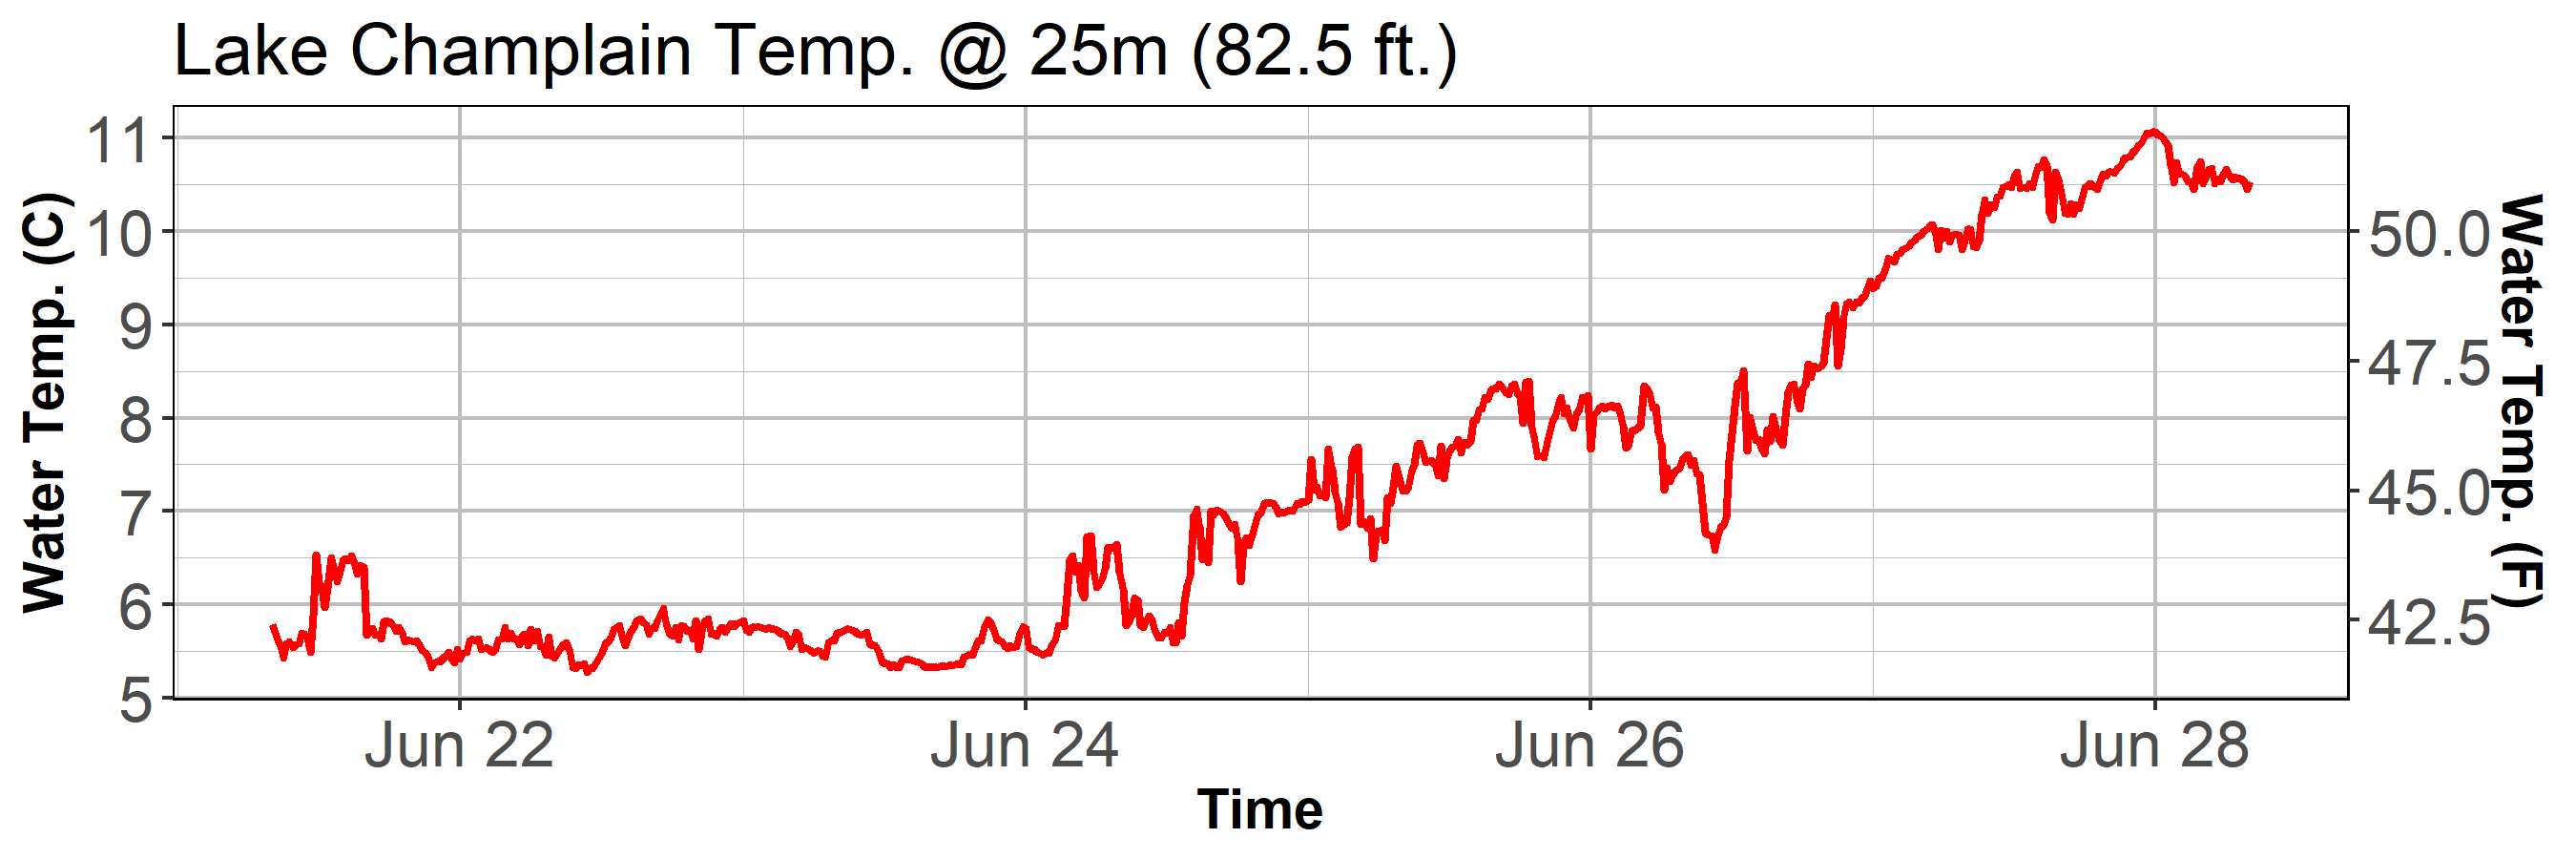 Lake Champlain Temp. @ 25m (82.5 ft.)
Water Temp. (C)
11
10
9
8
7
6
5
50.0
47.5
45.0
42.5
Water Temp. (F)
Jun 22 Jun 24 Jun 26 Jun 28
Time